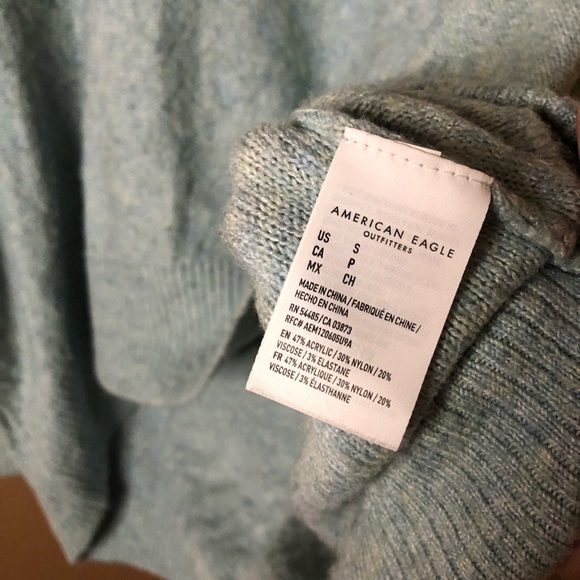 AMERICAN EAGLE
OUTFITTERS
US S
CA P
MX CH
MADE IN CHINA / FABRIQUÉ EN CHINE /
HECHO EN CHINA
RN 54485 / CA 03873
RFC# AEM1Z0605U9A
EN 47% ACRYLIC / 30% NYLON / 20%
VISCOSE / 3% ELASTANE
FR 47% ACRYLIQUE / 30% NYLON / 20%
VISCOSE / 3% ÉLASTHANNE